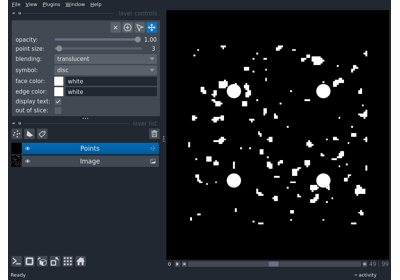 File View Plugins Window Help
layer controls
opacity: 1.00
point size: 3
blending: translucent
symbol: disc
face color: white
edge color: white
display text: ✓
out of slice:
layer list
Points
Image
49 99
Ready
activity